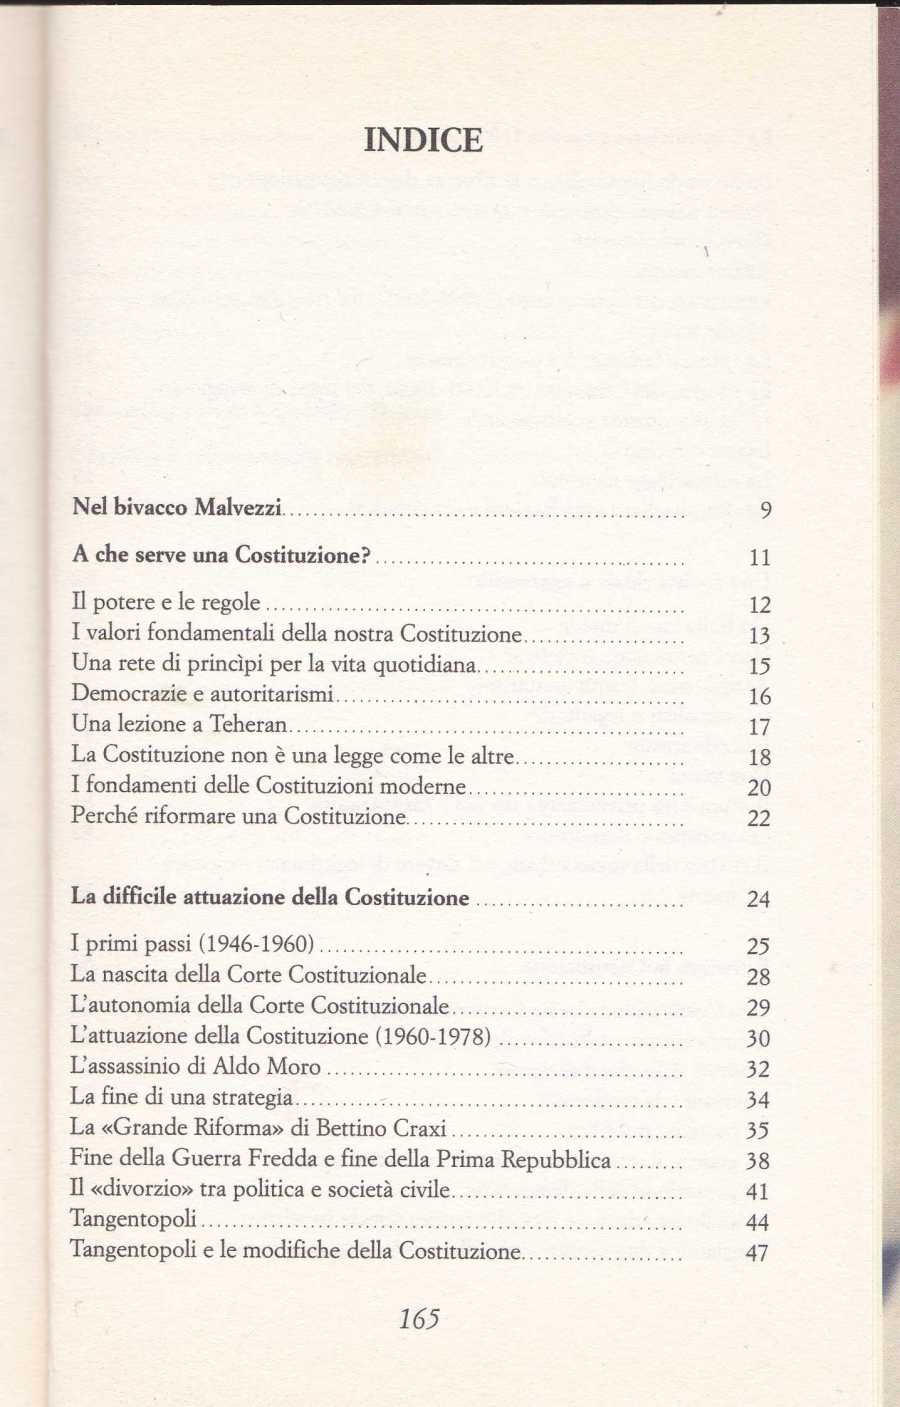 INDICE
Nel bivacco Malvezzi................................................... 9
A che serve una Costituzione?....................................... 11
Il potere e le regole..................................................... 12
I valori fondamentali della nostra Costituzione..................... 13
Una rete di princìpi per la vita quotidiana........................... 15
Democrazie e autoritarismi............................................. 16
Una lezione a Teheran................................................... 17
La Costituzione non è una legge come le altre...................... 18
I fondamenti delle Costituzioni moderne............................ 20
Perché riformare una Costituzione.................................... 22
La difficile attuazione della Costituzione........................... 24
I primi passi (1946-1960)............................................... 25
La nascita della Corte Costituzionale................................. 28
L'autonomia della Corte Costituzionale.............................. 29
L'attuazione della Costituzione (1960-1978)........................ 30
L'assassinio di Aldo Moro.............................................. 32
La fine di una strategia.................................................. 34
La «Grande Riforma» di Bettino Craxi.............................. 35
Fine della Guerra Fredda e fine della Prima Repubblica......... 38
Il «divorzio» tra politica e società civile.............................. 41
Tangentopoli.............................................................. 44
Tangentopoli e le modifiche della Costituzione..................... 47
165